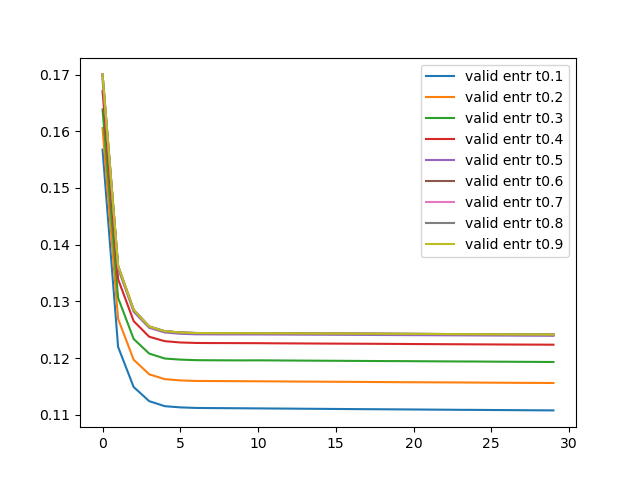 0.17
0.16
0.15
0.14
0.13
0.12
0.11
0
5
10
15
20
25
30
valid entr t0.1
valid entr t0.2
valid entr t0.3
valid entr t0.4
valid entr t0.5
valid entr t0.6
valid entr t0.7
valid entr t0.8
valid entr t0.9